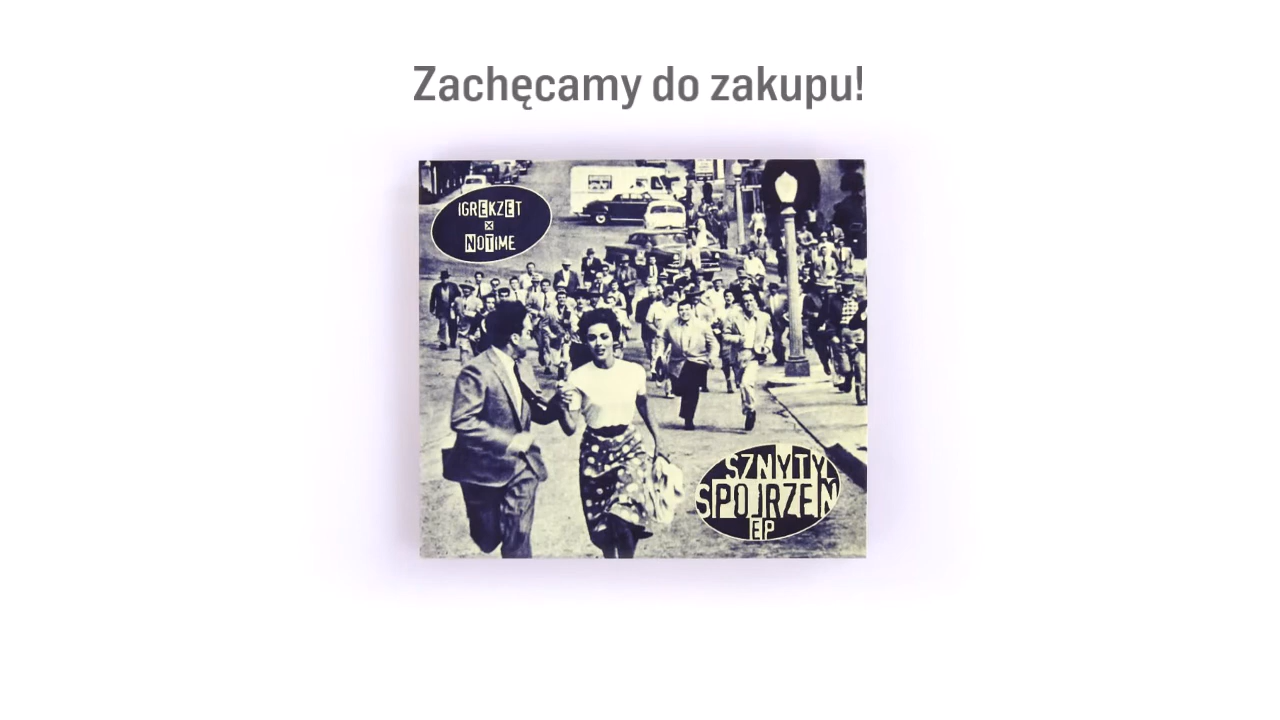 Zachęcamy do zakupu!
IGREKZET
X
NOTIME
SZNYTY
SPOJRZEŃ
EP